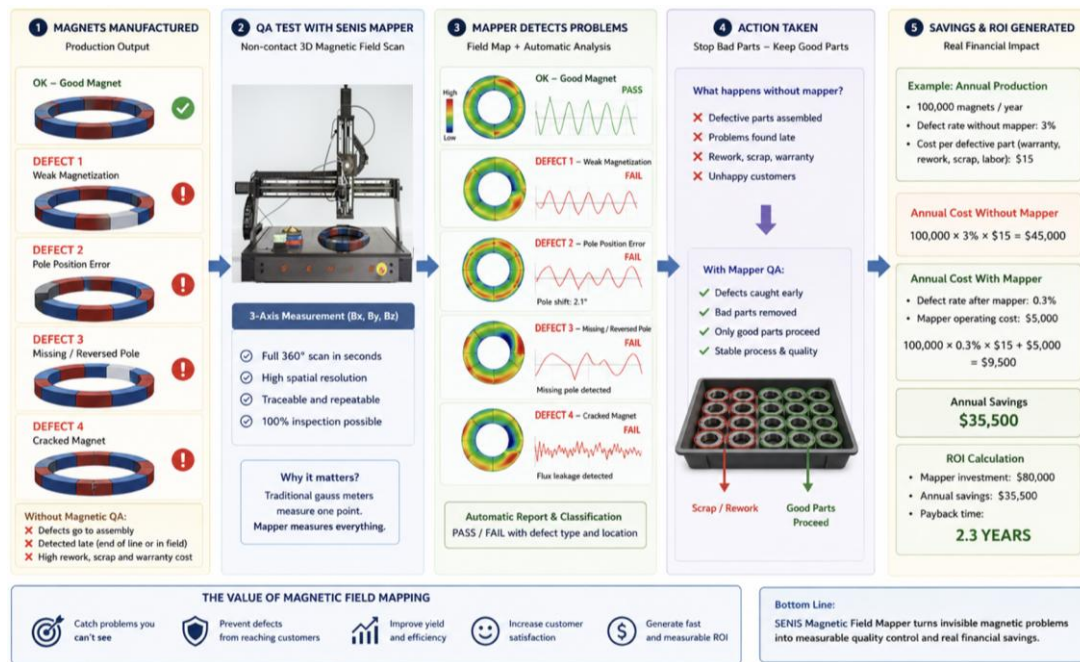 1 MAGNETS MANUFACTURED
Production Output
OK – Good Magnet
DEFECT 1
Weak Magnetization
DEFECT 2
Pole Position Error
DEFECT 3
Missing / Reversed Pole
DEFECT 4
Cracked Magnet
Without Magnetic QA:
Defects go to assembly
Detected late (end of line or in field)
High rework, scrap and warranty cost
2 QA TEST WITH SENIS MAPPER
Non-contact 3D Magnetic Field Scan
3-Axis Measurement (Bx, By, Bz)
Full 360° scan in seconds
High spatial resolution
Traceable and repeatable
100% inspection possible
Why it matters?
Traditional gauss meters
measure one point.
Mapper measures everything.
3 MAPPER DETECTS PROBLEMS
Field Map + Automatic Analysis
High
Low
OK – Good Magnet
PASS
DEFECT 1 – Weak Magnetization
FAIL
DEFECT 2 – Pole Position Error
FAIL
Pole shift: 2.1°
DEFECT 3 – Missing / Reversed Pole
FAIL
Missing pole detected
DEFECT 4 – Cracked Magnet
FAIL
Flux leakage detected
Automatic Report & Classification
PASS / FAIL with defect type and location
4 ACTION TAKEN
Stop Bad Parts – Keep Good Parts
What happens without mapper?
Defective parts assembled
Problems found late
Rework, scrap, warranty
Unhappy customers
With Mapper QA:
Defects caught early
Bad parts removed
Only good parts proceed
Stable process & quality
Scrap / Rework
Good Parts
Proceed
5 SAVINGS & ROI GENERATED
Real Financial Impact
Example: Annual Production
• 100,000 magnets / year
• Defect rate without mapper: 3%
• Cost per defective part (warranty,
rework, scrap, labor): $15
Annual Cost Without Mapper
100,000 × 3% × $15 = $45,000
Annual Cost With Mapper
• Defect rate after mapper: 0.3%
• Mapper operating cost: $5,000
100,000 × 0.3% × $15 + $5,000
= $9,500
Annual Savings
$35,500
ROI Calculation
• Mapper investment: $80,000
• Annual savings: $35,500
• Payback time:
2.3 YEARS
THE VALUE OF MAGNETIC FIELD MAPPING
Catch problems you
can't see
Prevent defects
from reaching customers
Improve yield
and efficiency
Increase customer
satisfaction
Generate fast
and measurable ROI
Bottom Line:
SENIS Magnetic Field Mapper turns invisible magnetic problems
into measurable quality control and real financial savings.